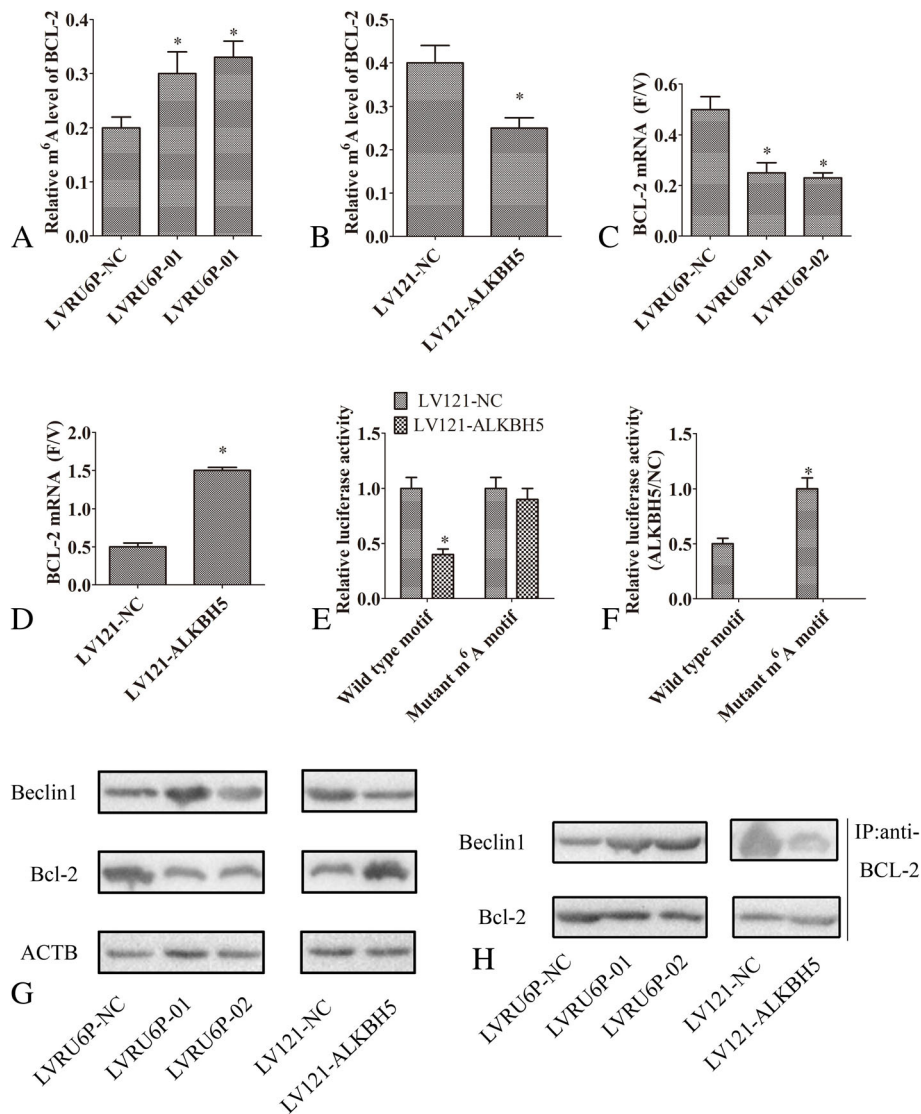 Relative m⁶A level of BCL-2
0.4
0.3
0.2
0.1
0.0
*
*
LVRU6P-NC
LVRU6P-01
LVRU6P-01
A
Relative m⁶A level of BCL-2
0.5
0.4
0.3
0.2
0.1
0.0
*
LV121-NC
LV121-ALKBH5
B
BCL-2 mRNA (F/V)
0.6
0.4
0.2
0.0
*
*
LVRU6P-NC
LVRU6P-01
LVRU6P-02
C
BCL-2 mRNA (F/V)
2.0
1.5
1.0
0.5
0.0
*
LV121-NC
LV121-ALKBH5
D
LV121-NC
LV121-ALKBH5
Relative luciferase activity
1.5
1.0
0.5
0.0
*
Wild type motif
Mutant m⁶A motif
E
Relative luciferase activity
(ALKBH5/NC)
1.5
1.0
0.5
0.0
*
Wild type motif
Mutant m⁶A motif
F
Beclin1
Bcl-2
ACTB
G
LVRU6P-NC
LVRU6P-01
LVRU6P-02
LV121-NC
LV121-ALKBH5
Beclin1
Bcl-2
IP:anti-
BCL-2
H
LVRU6P-NC
LVRU6P-01
LVRU6P-02
LV121-NC
LV121-ALKBH5